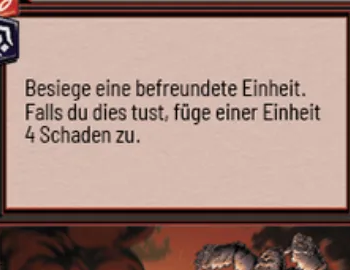 Besiege eine befreundete Einheit.
Falls du dies tust, füge einer Einheit
4 Schaden zu.